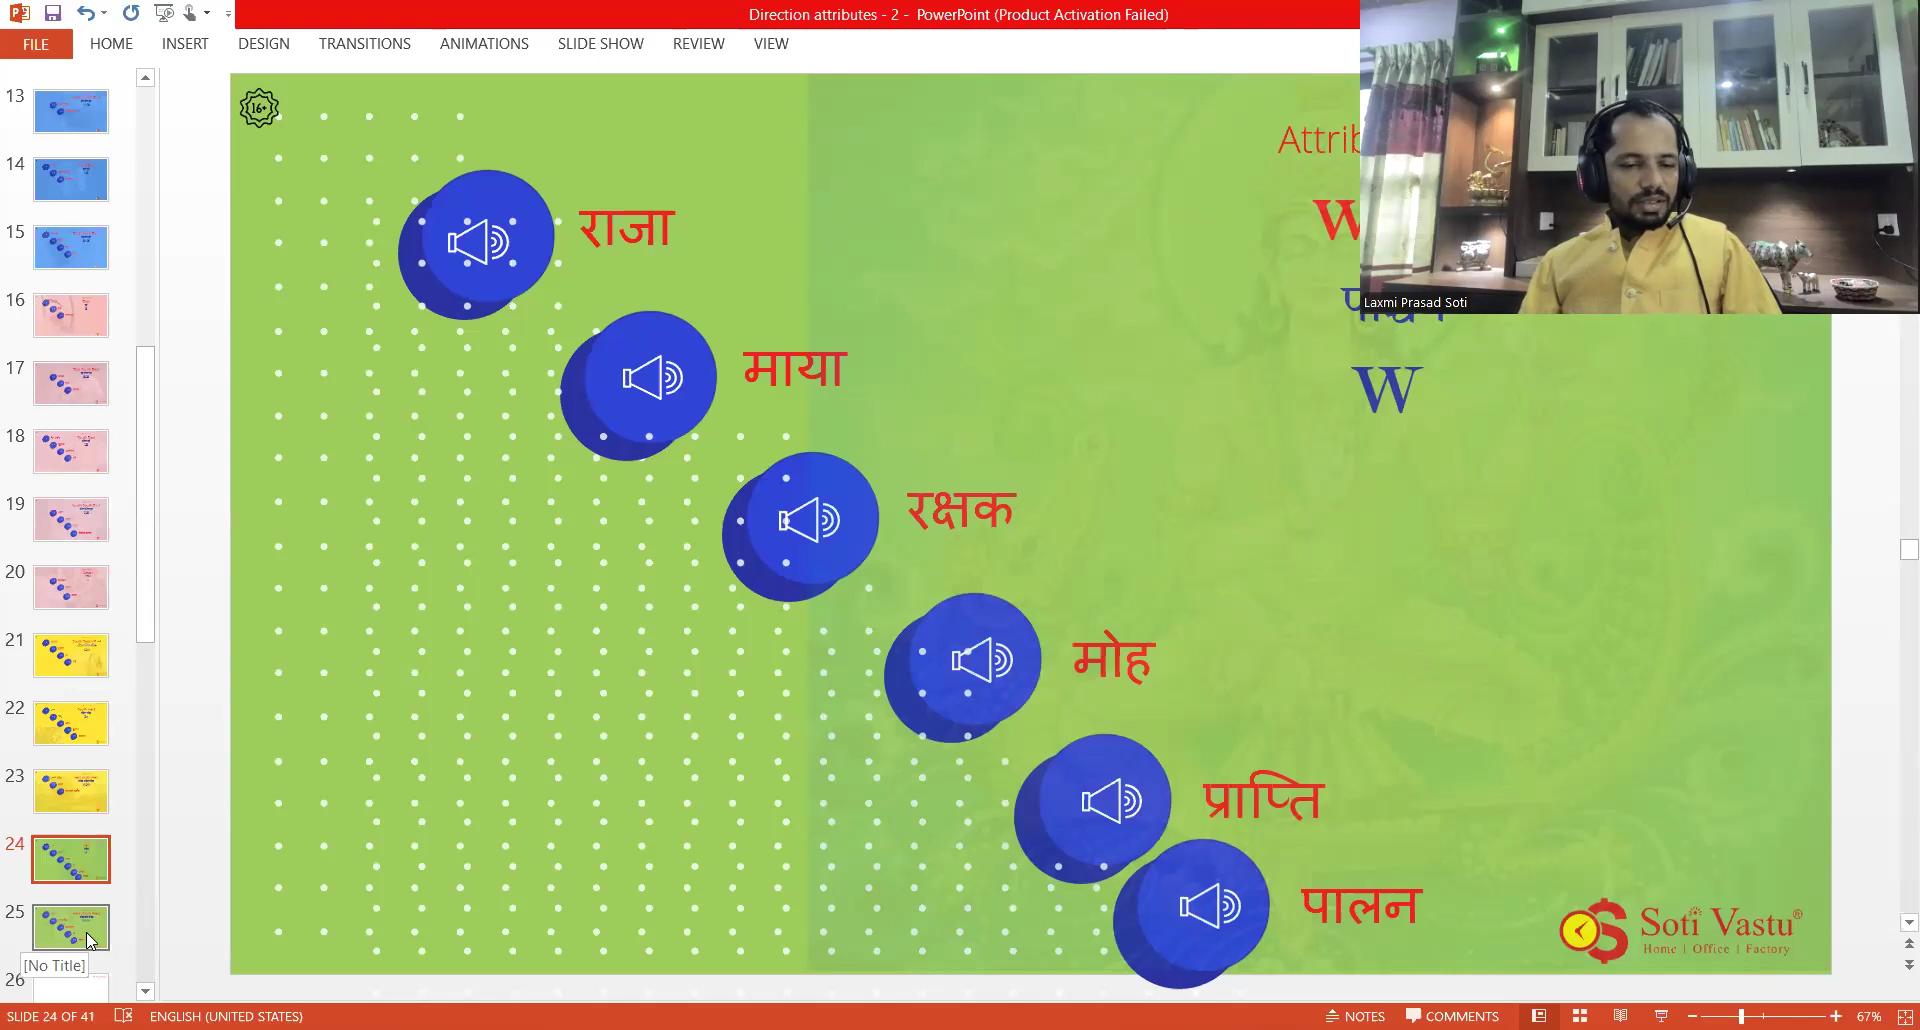 Direction attributes - 2 - PowerPoint (Product Activation Failed)
FILE HOME INSERT DESIGN TRANSITIONS ANIMATIONS SLIDE SHOW REVIEW VIEW
13
14
15
16
17
18
19
20
21
22
23
24
25
26
[No Title]
16+
राजा
माया
रक्षक
मोह
प्राप्ति
पालन
W
Laxmi Prasad Soti
Soti Vastu®
Home | Office | Factory
SLIDE 24 OF 41 ENGLISH (UNITED STATES) NOTES COMMENTS 67%